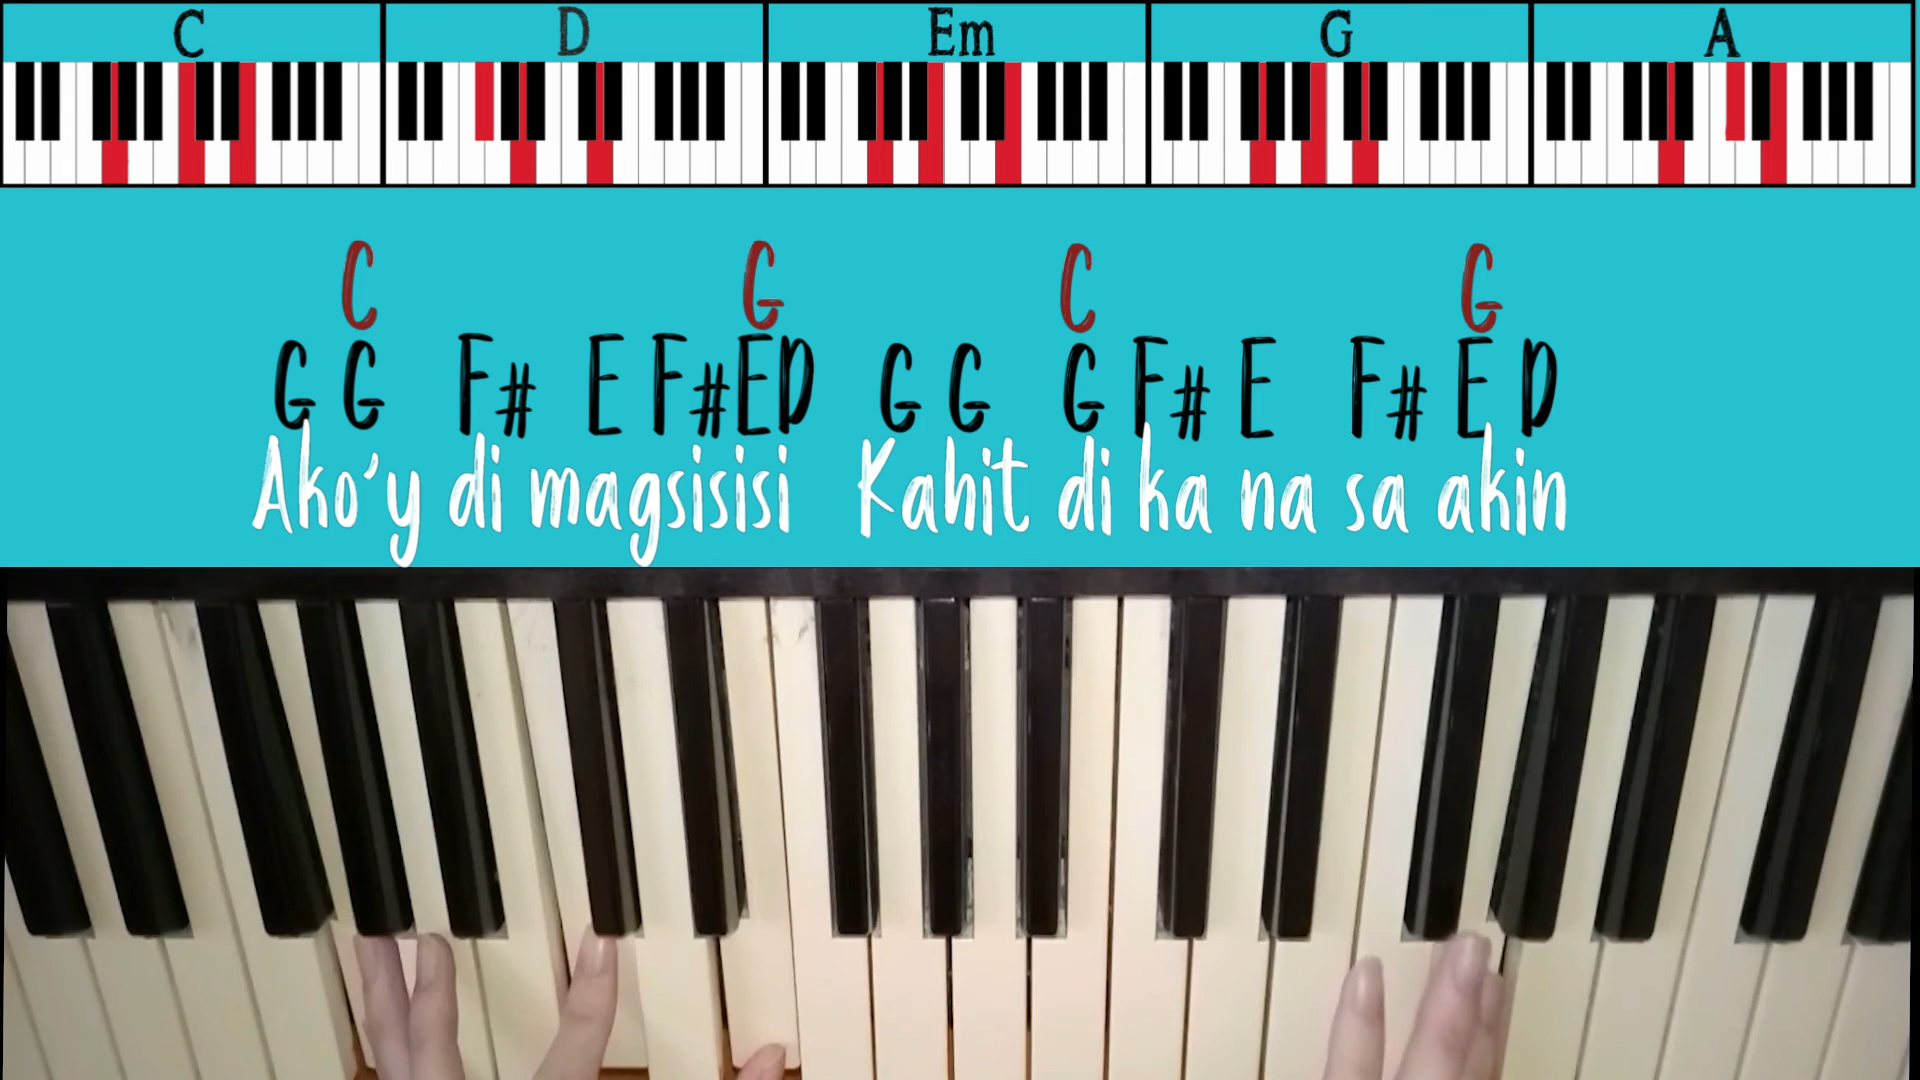 C D Em G A
C G C G
G G F# E F# E D G G G F# E F# E D
Ako'y di magsisisi Kahit di ka na sa akin